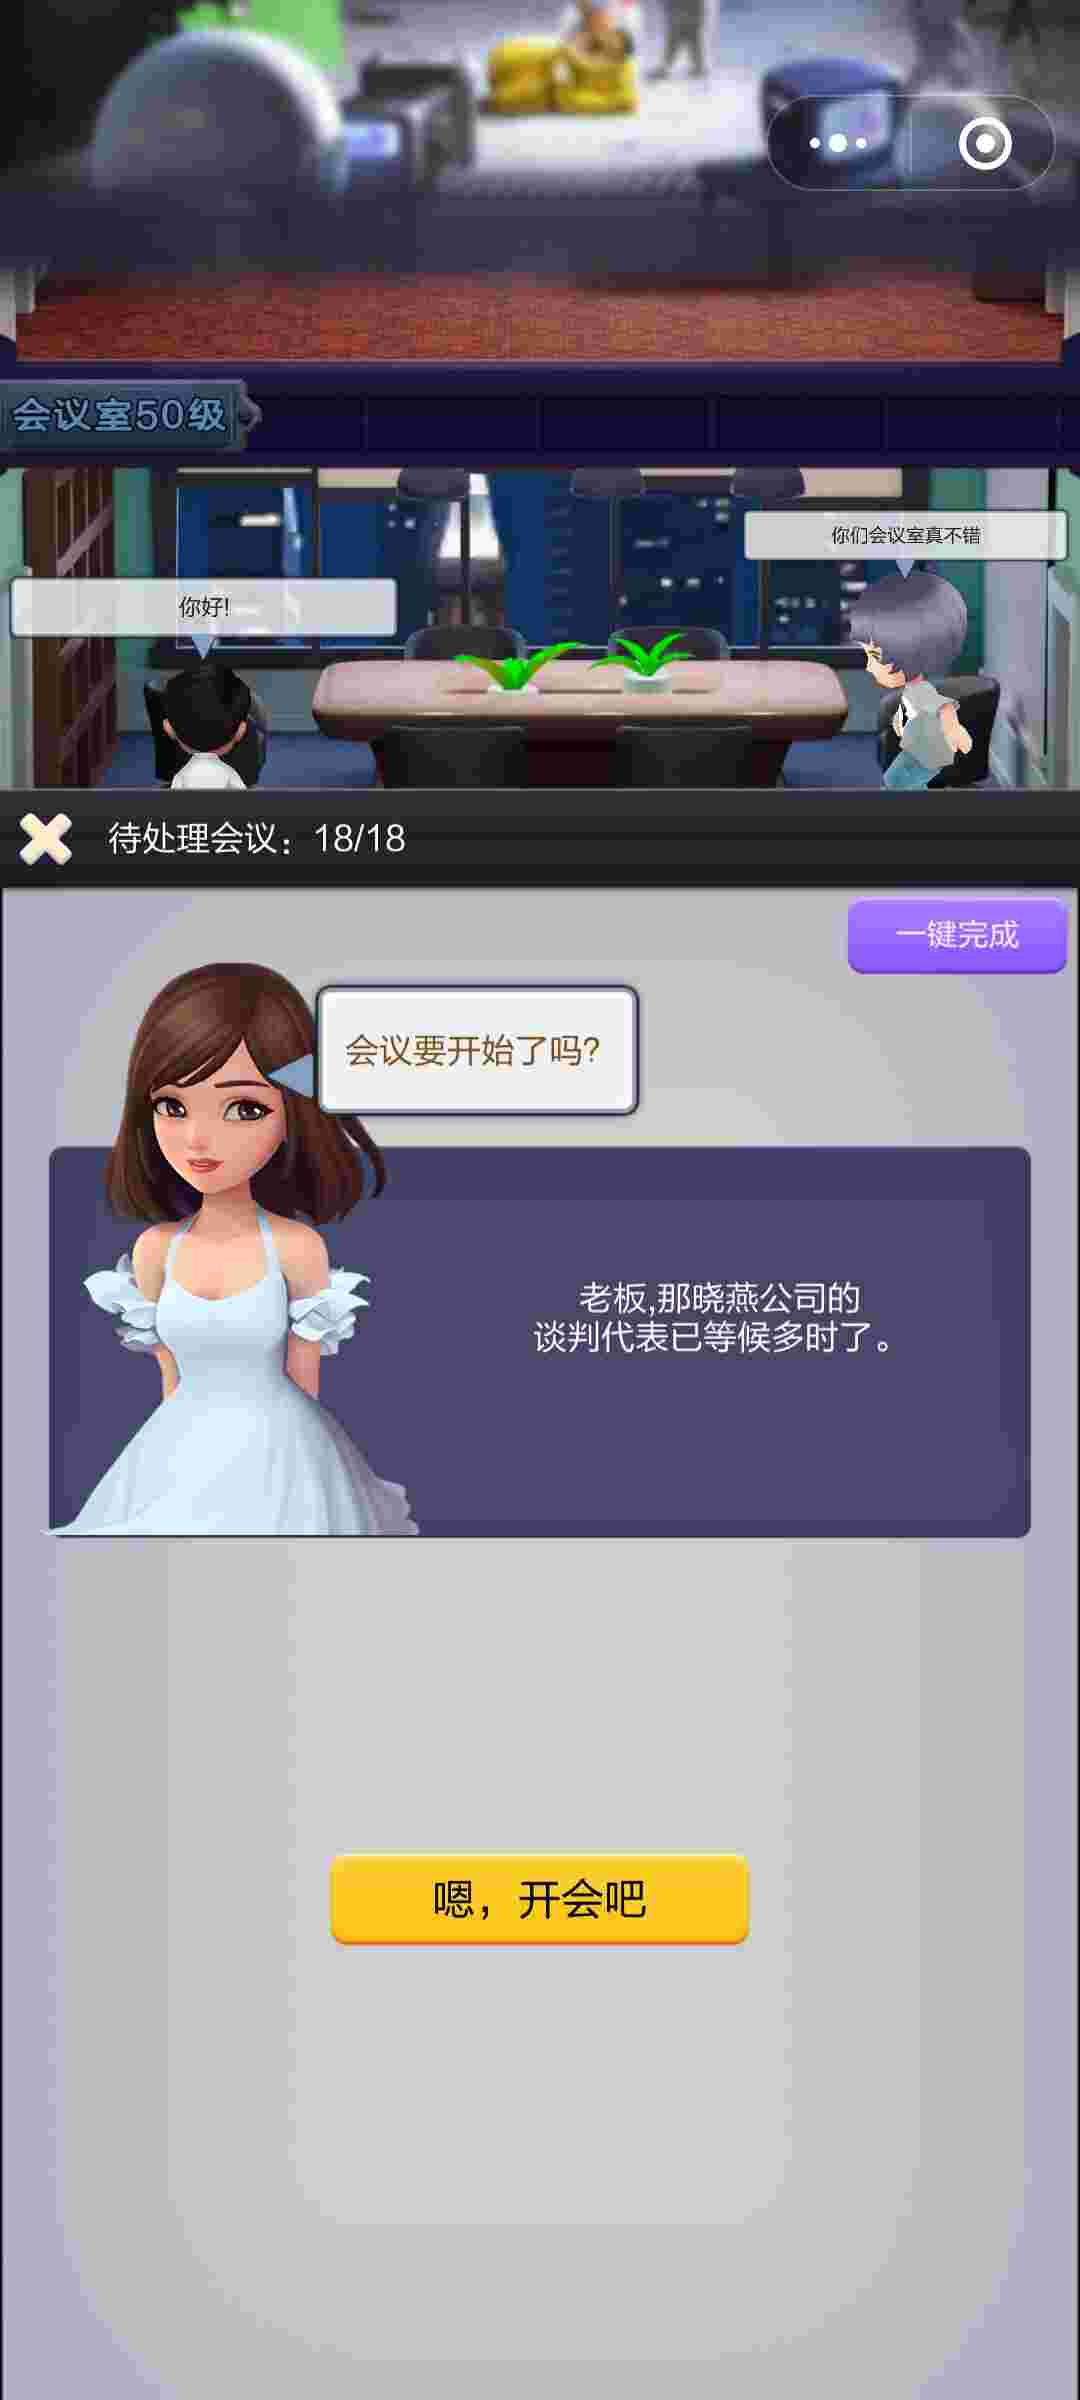 会议室50级
你们会议室真不错
你好!
待处理会议：18/18
一键完成
会议要开始了吗?
老板,那晓燕公司的
谈判代表已等候多时了。
嗯，开会吧